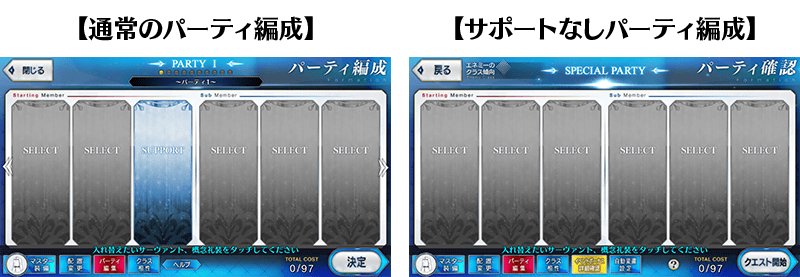 【通常のパーティ編成】
閉じる
PARTY 1
～パーティ1～
パーティ編成
Formation
Starting Member
Sub Member
SELECT
SELECT
SUPPORT
SELECT
SELECT
SELECT
入れ替えたいサーヴァント、概念礼装をタッチしてください
マスター
装備
配置
変更
パーティ
編集
クラス
相性
ヘルプ
TOTAL COST
0/97
決定
【サポートなしパーティ編成】
戻る
エネミーの
クラス傾向
SPECIAL PARTY
パーティ確認
Formation
Starting Member
Sub Member
SELECT
SELECT
SELECT
SELECT
SELECT
SELECT
入れ替えたいサーヴァント、概念礼装をタッチしてください
マスター
装備
配置
変更
パーティ
編集
クラス
相性
詳細確認
自動変更
設定
?
TOTAL COST
0/97
クエスト開始